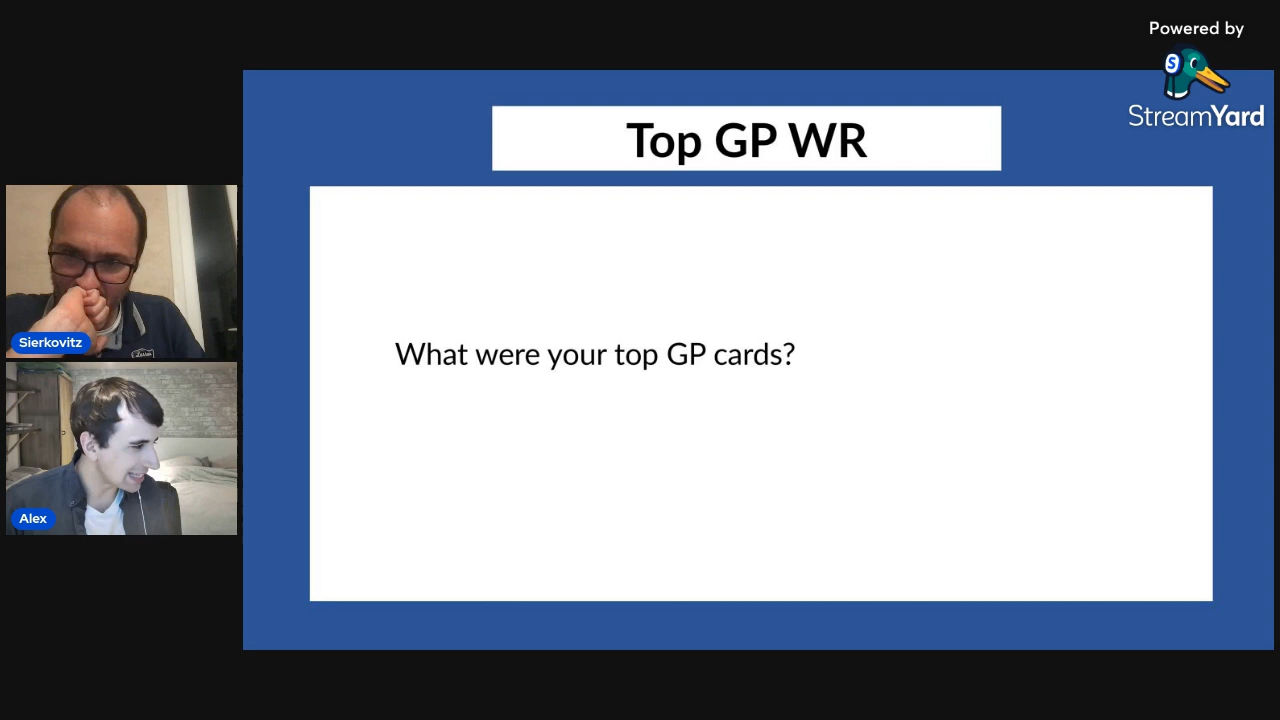 Powered by
StreamYard
Top GP WR
What were your top GP cards?
Sierkovitz
Alex